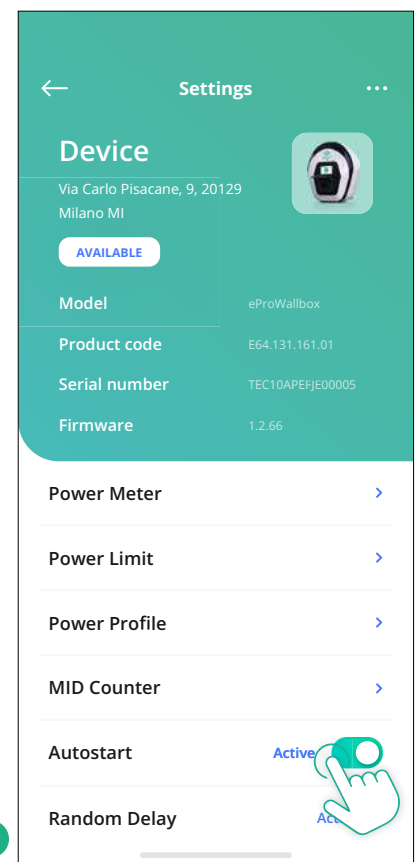 Settings
Device
Via Carlo Pisacane, 9, 20129
Milano MI
AVAILABLE
Model eProWallbox
Product code E64.131.161.01
Serial number TEC10APEFJE00005
Firmware 1.2.66
Power Meter
Power Limit
Power Profile
MID Counter
Autostart Active
Random Delay